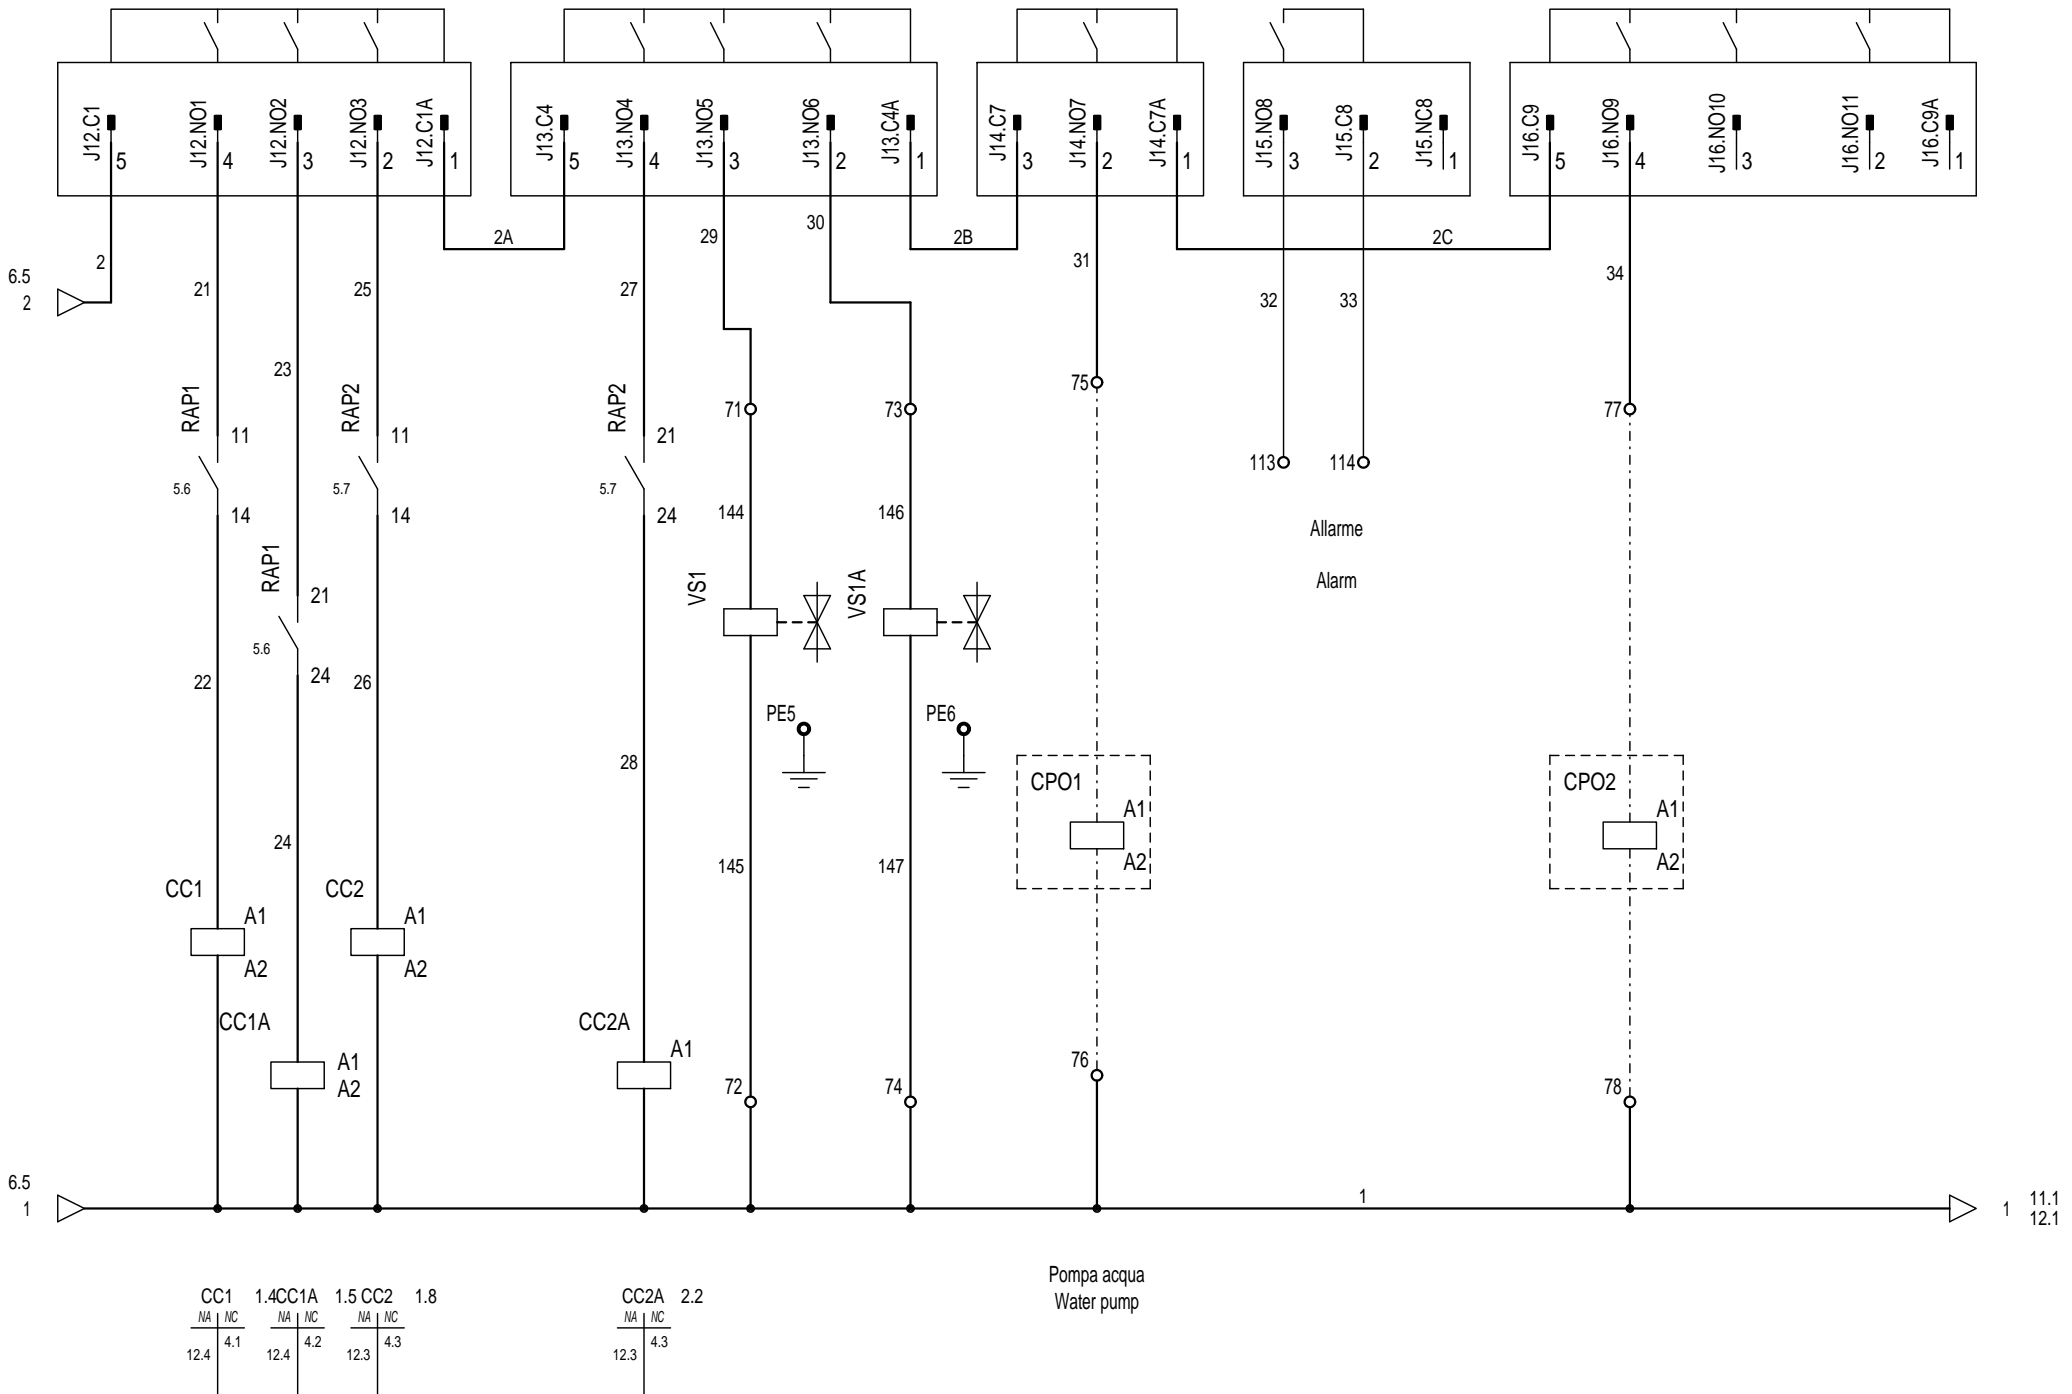 J12.C1 J12.NO1 J12.NO2 J12.NO3 J12.C1A J13.C4 J13.NO4 J13.NO5 J13.NO6 J13.C4A J14.C7 J14.NO7 J14.C7A J15.NO8 J15.C8 J15.NC8 J16.C9 J16.NO9 J16.NO10 J16.NO11 J16.C9A
5 4 3 2 1 5 4 3 2 1 3 2 1 3 2 1 5 4 3 2 1
2A 29 30 2B 2C
6.5 2 31 34
2 21 25 27 32 33
23
RAP1 RAP2 RAP2 75
11 11 21 71 73 77
5.6 5.7 5.7 113 114
14 14 24 144 146
Allarme
RAP1 21 VS1 VS1A Alarm
5.6 24
22 26
PE5 PE6
28 CPO1 CPO2
A1 A1
24 145 147 A2 A2
CC1 CC2
A1 A1
A2 A2
CC1A CC2A
A1 A1 76
A2 72 74 78
6.5
1 1 1 11.1
12.1
Pompa acqua
Water pump
CC1 1.4 CC1A 1.5 CC2 1.8 CC2A 2.2
NA NC NA NC NA NC NA NC
4.1 4.2 4.3 4.3
12.4 12.4 12.3 12.3